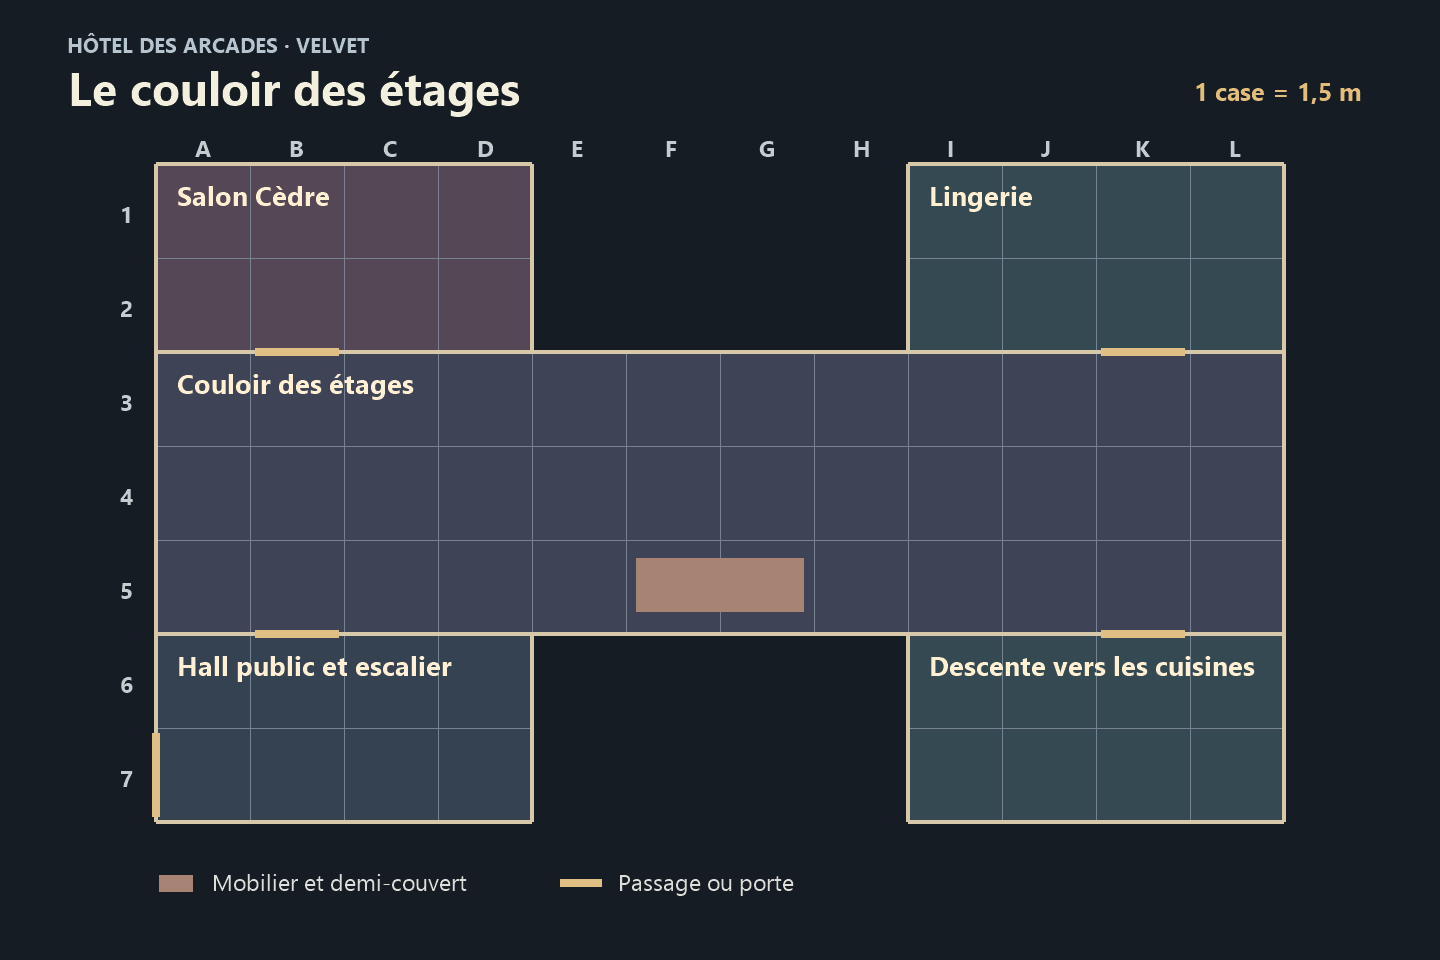 HÔTEL DES ARCADES · VELVET
Le couloir des étages
1 case = 1,5 m
A B C D E F G H I J K L
Salon Cèdre
Lingerie
1
2
Couloir des étages
3
4
5
Hall public et escalier
Descente vers les cuisines
6
7
Mobilier et demi-couvert
Passage ou porte